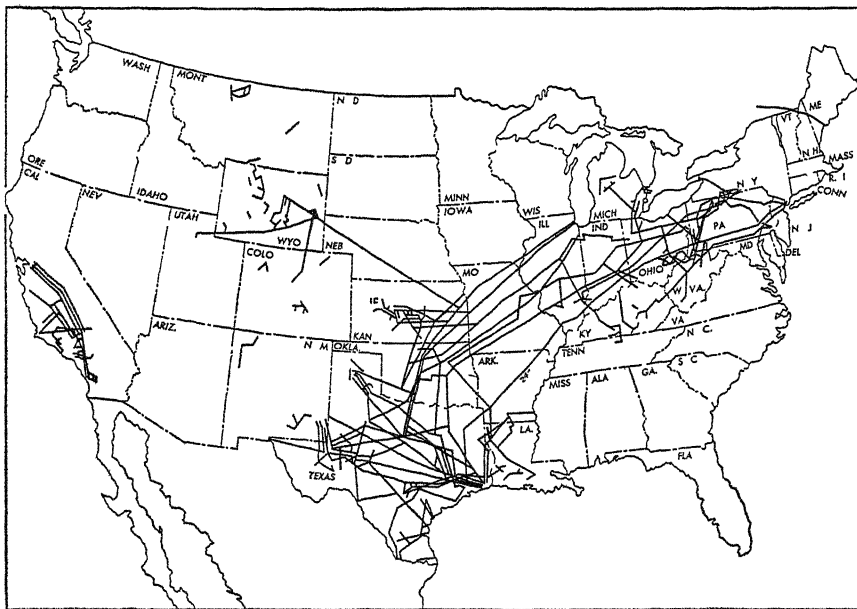 WASH
MONT
N D
ME
VT
N H
ORE
CAL
S D
MASS
R. I
CONN
NEV
IDAHO
MINN
IOWA
WIS
ILL
MICH
IND
N Y
UTAH
WYO
NEB
PA
N J
COLO
MO
OHIO
MD
DEL
W
VA.
ARIZ.
KAN
KY
VA
N M
OKLA
ARK.
TENN
N C.
S C
MISS
ALA
GA.
24"
LA.
FLA
TEXAS